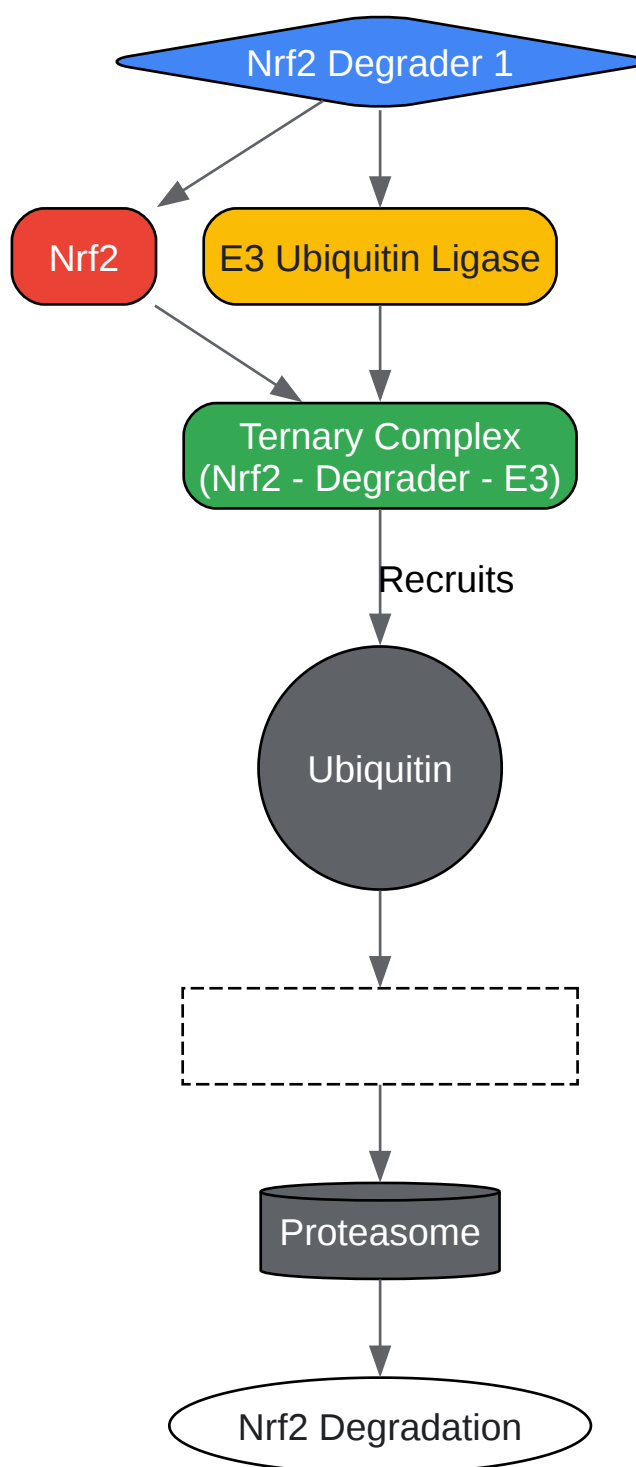 Nrf2 Degrader 1
Nrf2
E3 Ubiquitin Ligase
Ternary Complex
(Nrf2 - Degrader - E3)
Recruits
Ubiquitin
Proteasome
Nrf2 Degradation